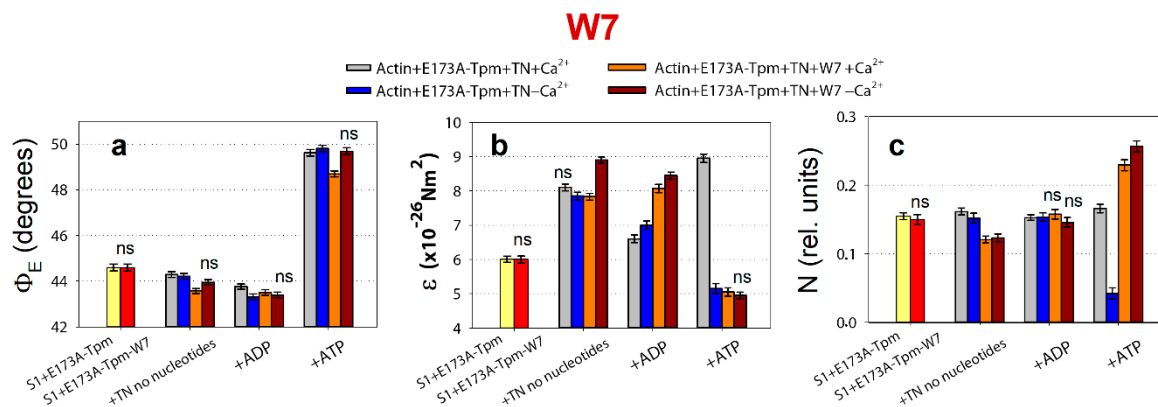 W7
Actin+E173A-Tpm+TN+Ca²⁺
Actin+E173A-Tpm+TN+W7 +Ca²⁺
Actin+E173A-Tpm+TN−Ca²⁺
Actin+E173A-Tpm+TN+W7 −Ca²⁺
a
Φ_E (degrees)
50
48
46
44
42
ns
ns
ns
ns
S1+E173A-Tpm
S1+E173A-Tpm-W7
+TN no nucleotides
+ADP
+ATP
b
ε (x10⁻²⁶Nm²)
10
9
8
7
6
5
4
ns
ns
ns
S1+E173A-Tpm
S1+E173A-Tpm-W7
+TN no nucleotides
+ADP
+ATP
c
N (rel. units)
0.3
0.2
0.1
0.0
ns
ns
ns
S1+E173A-Tpm
S1+E173A-Tpm-W7
+TN no nucleotides
+ADP
+ATP